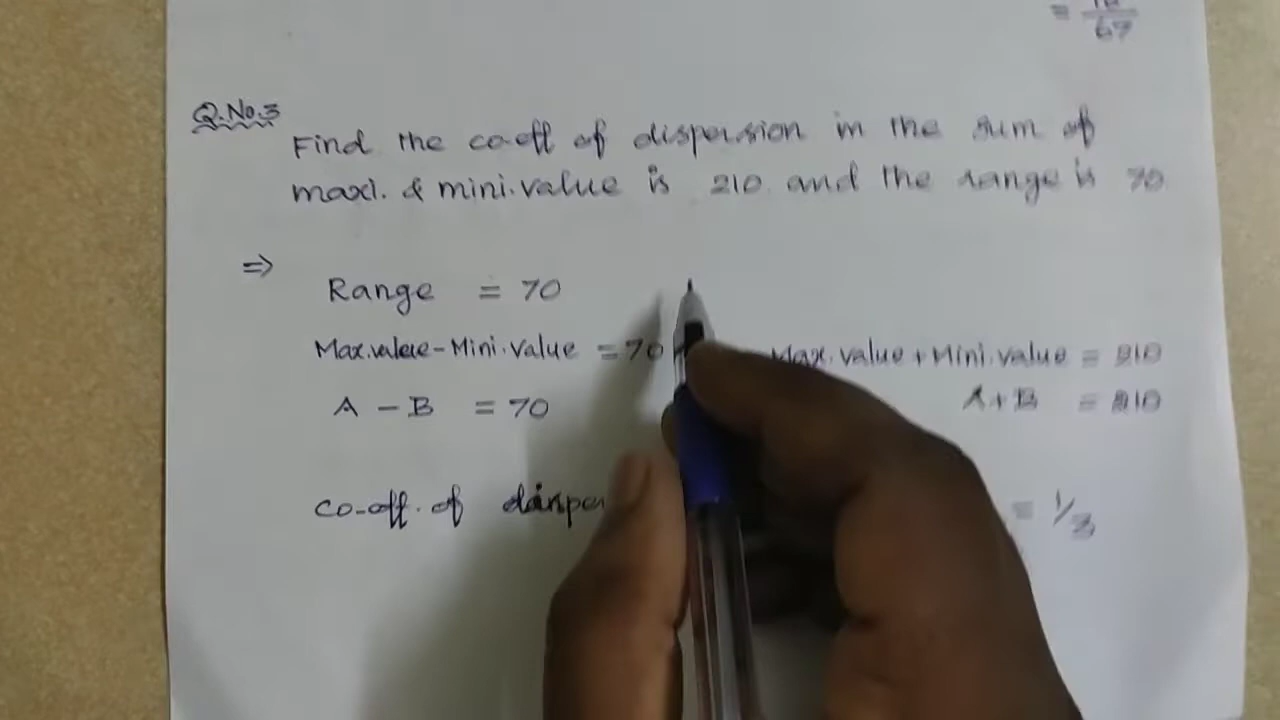 = 67
Q.No.3
Find the co-eff of dispersion in the sum of
maxi. & mini.value is 210 and the range is 70
⇒
Range = 70
Max.value - Mini.Value = 70 Max.value + Mini.value = 210
A - B = 70 A + B = 210
co-off. of = 1/3